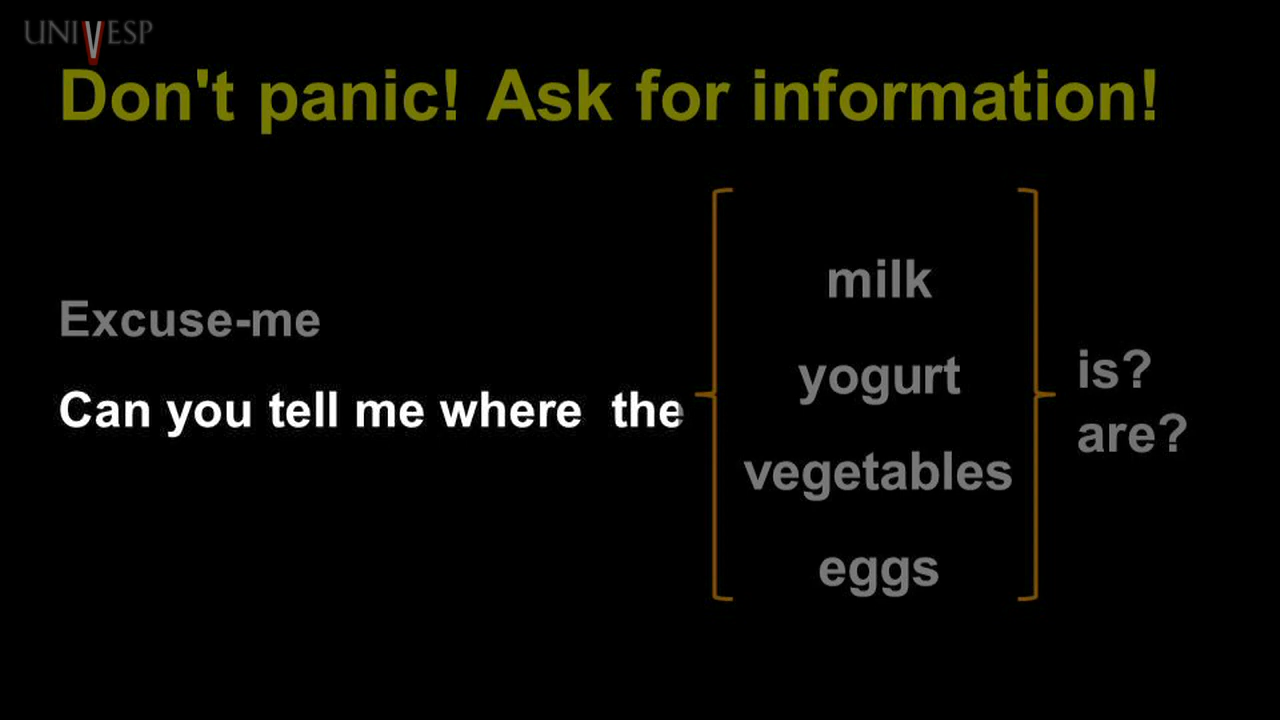 UNIVESP
Don't panic! Ask for information!
Excuse-me
Can you tell me where the
milk
yogurt
vegetables
eggs
is?
are?